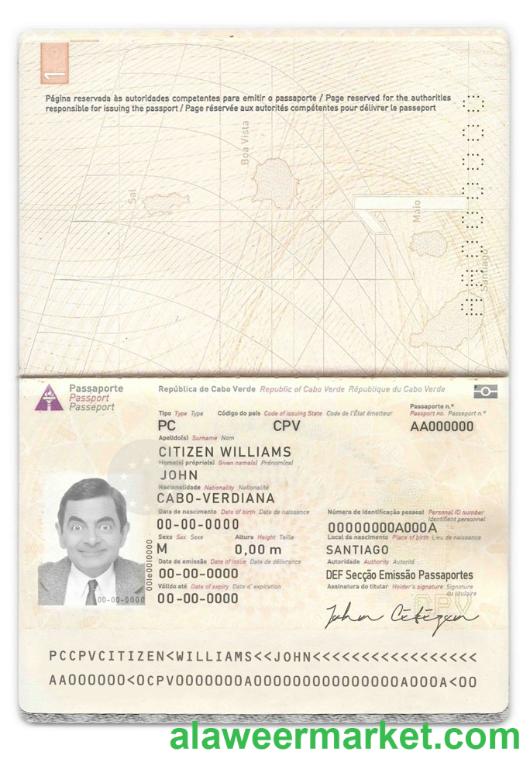 1
Página reservada às autoridades competentes para emitir o passaporte / Page reserved for the authorities
responsible for issuing the passport / Page réservée aux autorités compétentes pour délivrer le passeport
Boa Vista
Sal
Maio
Santiago
Passaporte
Passport
Passeport
República de Cabo Verde Republic of Cabo Verde République du Cabo Verde
Tipo Type Type Código do país Code of issuing State Code de l'État émetteur Passaporte n.° Passport no. Passeport n.°
PC CPV AA000000
Apelido(s) Surname Nom
CITIZEN WILLIAMS
Nome(s) próprio(s) Given name(s) Prénom(s)
JOHN
Nacionalidade Nationality Nationalité
CABO-VERDIANA
Data de nascimento Date of birth Date de naissance Número de identificação pessoal Personal ID number
Identifiant personnel
00-00-0000 00000000A000A
Sexo Sex Sexe Altura Height Taille Local de nascimento Place of birth Lieu de naissance
M 0,00 m SANTIAGO
Data de emissão Date of issue Date de délivrance Autoridade Authority Autorité
00-00-0000 DEF Secção Emissão Passaportes
Válido até Date of expiry Date d'expiration Assinatura do titular Holder's signature Signature
du titulaire
00-00-0000
CPV
John Citizen
00-00-0000
PCCPVCITIZEN<WILLIAMS<<JOHN<<<<<<<<<<<<<<<<<
AA000000<0CPV0000000A00000000000000A000A<00
alaweermarket.com